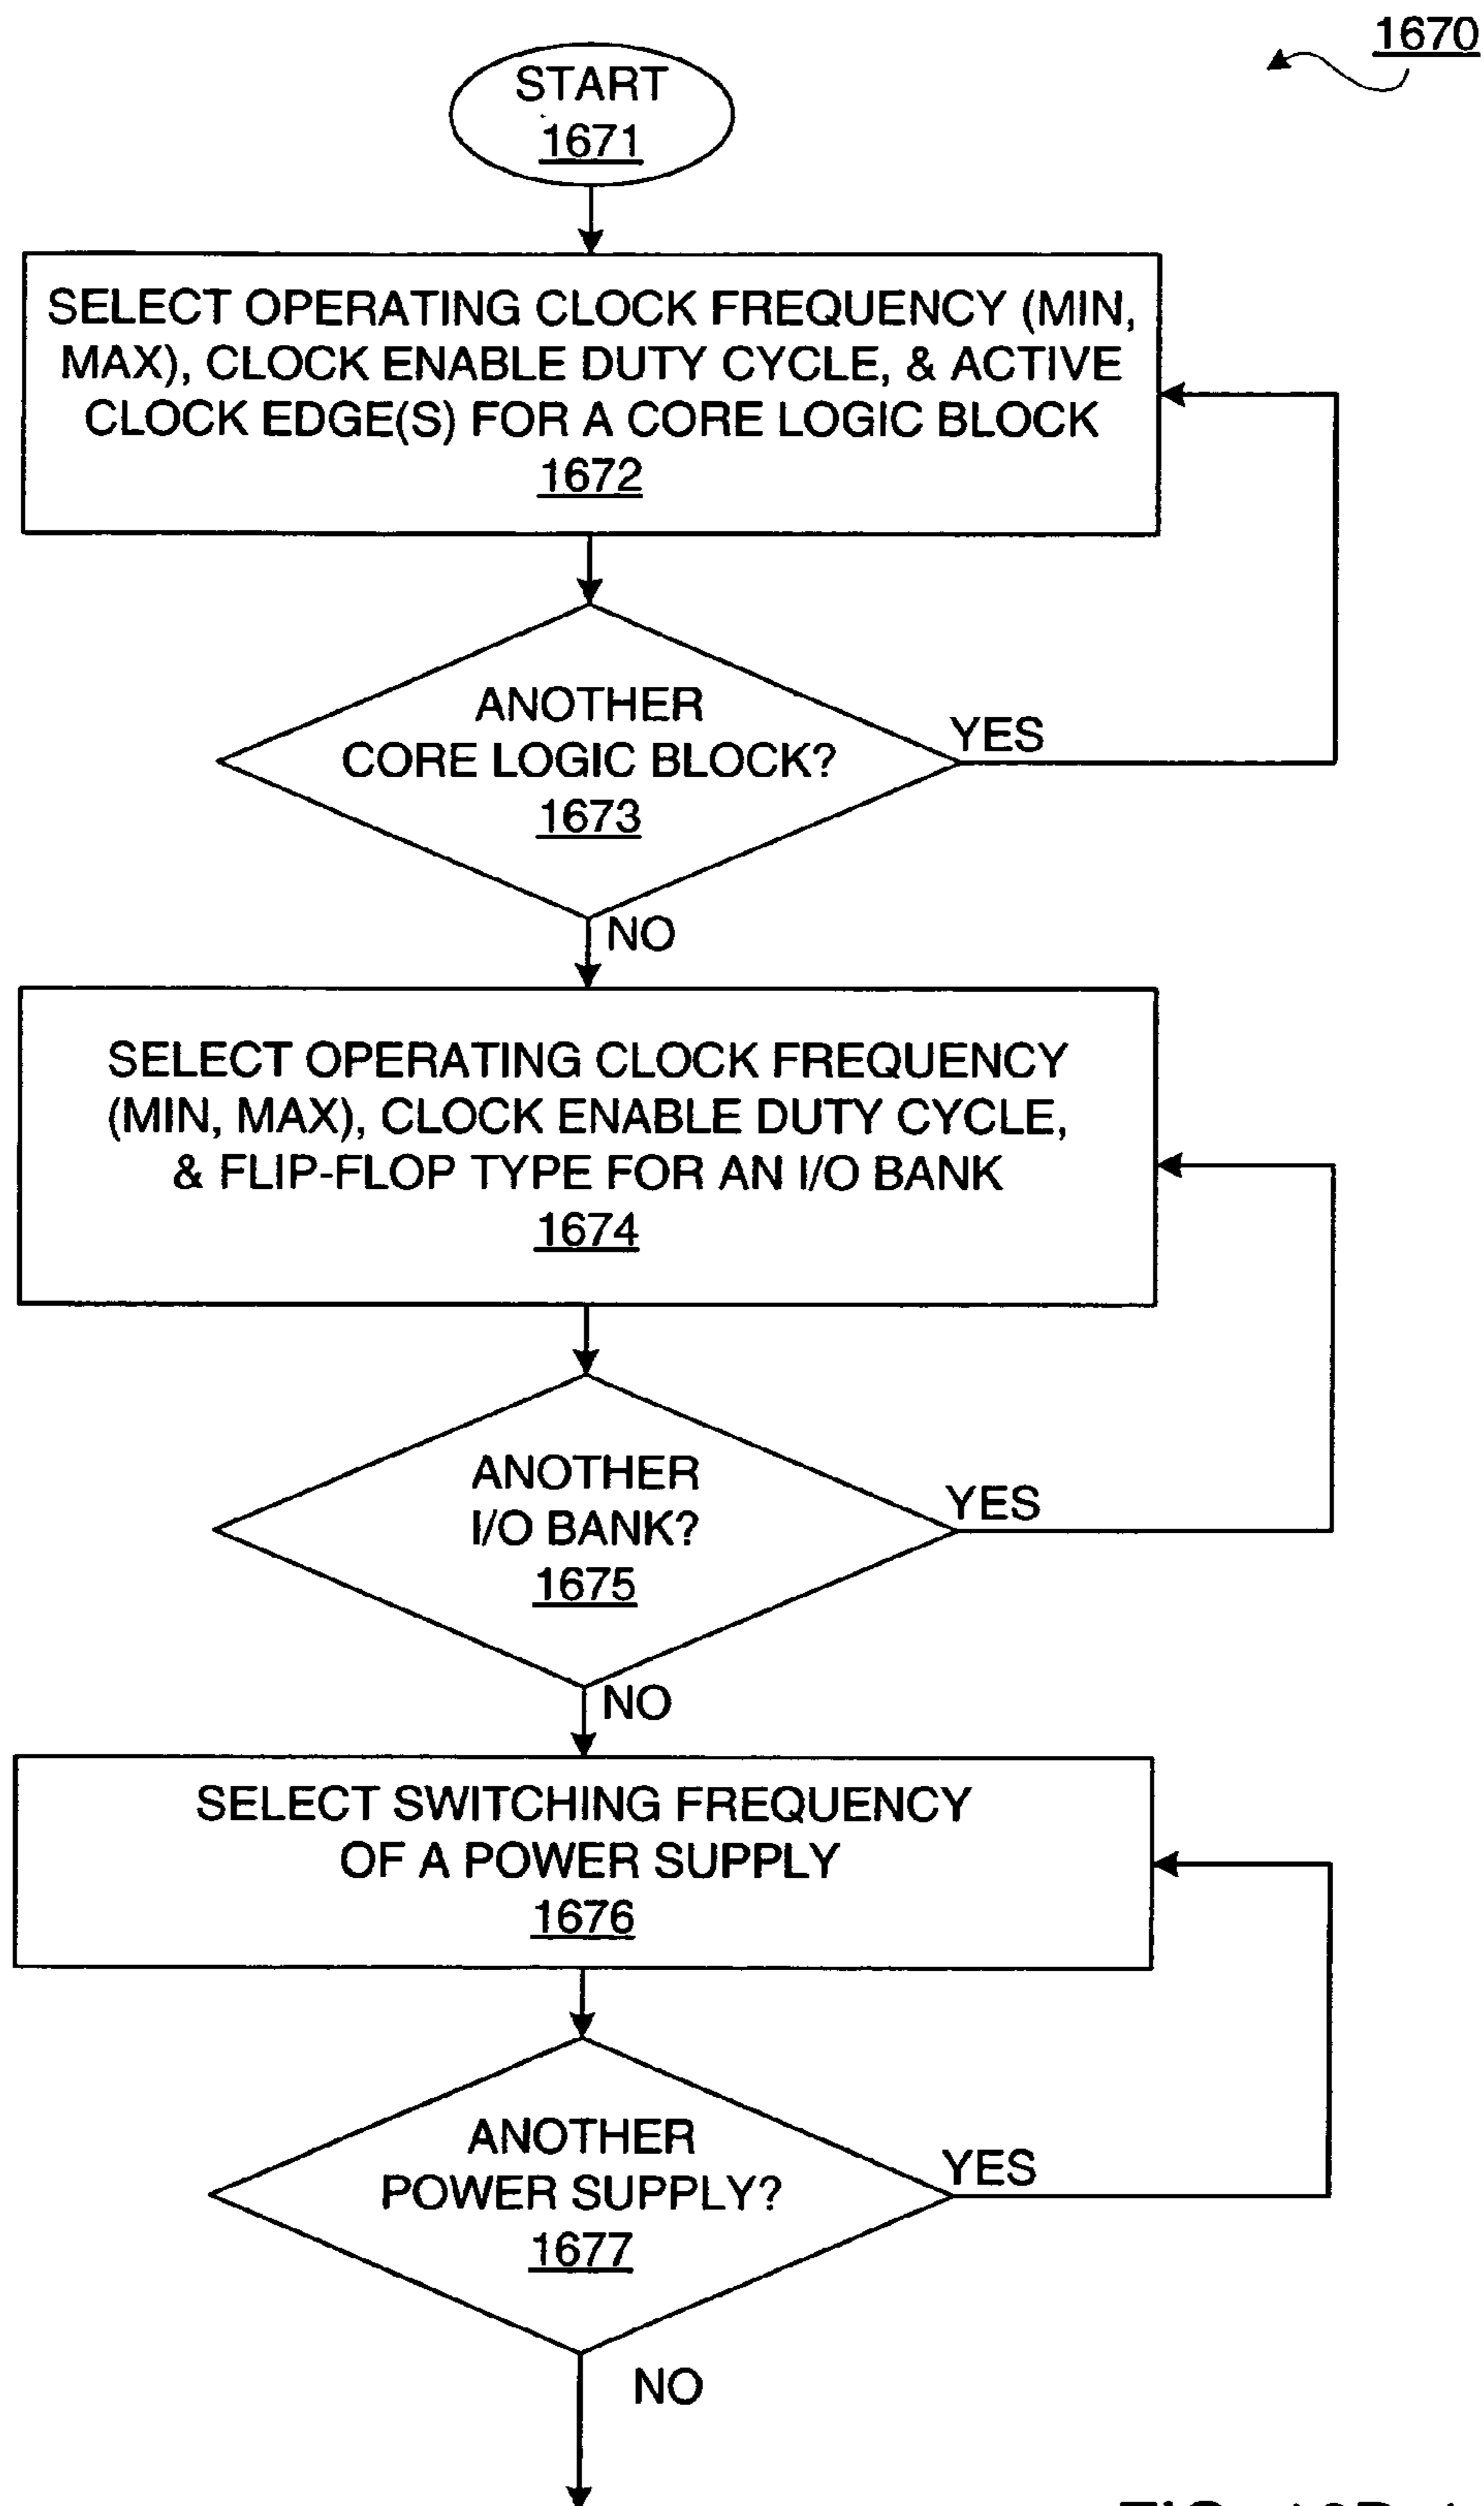 1670
START
1671
SELECT OPERATING CLOCK FREQUENCY (MIN,
MAX), CLOCK ENABLE DUTY CYCLE, & ACTIVE
CLOCK EDGE(S) FOR A CORE LOGIC BLOCK
1672
ANOTHER
CORE LOGIC BLOCK?
1673
YES
NO
SELECT OPERATING CLOCK FREQUENCY
(MIN, MAX), CLOCK ENABLE DUTY CYCLE,
& FLIP-FLOP TYPE FOR AN I/O BANK
1674
ANOTHER
I/O BANK?
1675
YES
NO
SELECT SWITCHING FREQUENCY
OF A POWER SUPPLY
1676
ANOTHER
POWER SUPPLY?
1677
YES
NO